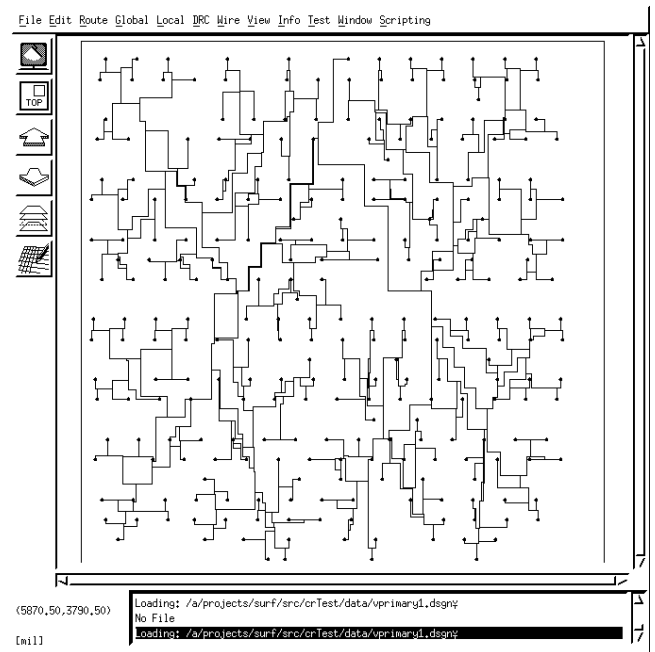 File Edit Route Global Local DRC Wire View Info Test Window Scripting
TOP
(5870.50,3790.50)
[mil]
Loading: /a/projects/surf/src/crTest/data/vprimary1.dsgn
No File
Loading: /a/projects/surf/src/crTest/data/vprimary1.dsgn